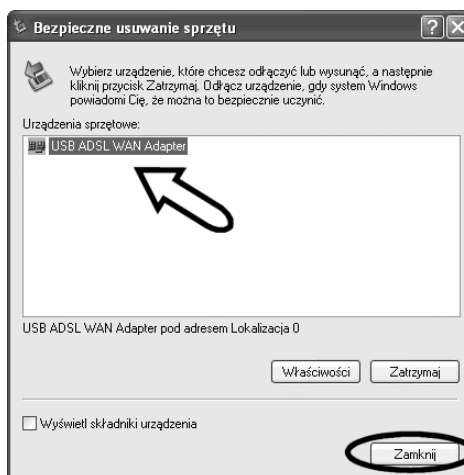 Bezpieczne usuwanie sprzętu
Wybierz urządzenie, które chcesz odłączyć lub wysunąć, a następnie
kliknij przycisk Zatrzymaj. Odłącz urządzenie, gdy system Windows
powiadomi Cię, że można to bezpiecznie uczynić.
Urządzenia sprzętowe:
USB ADSL WAN Adapter
USB ADSL WAN Adapter pod adresem Lokalizacja 0
Właściwości Zatrzymaj
Wyświetl składniki urządzenia
Zamknij